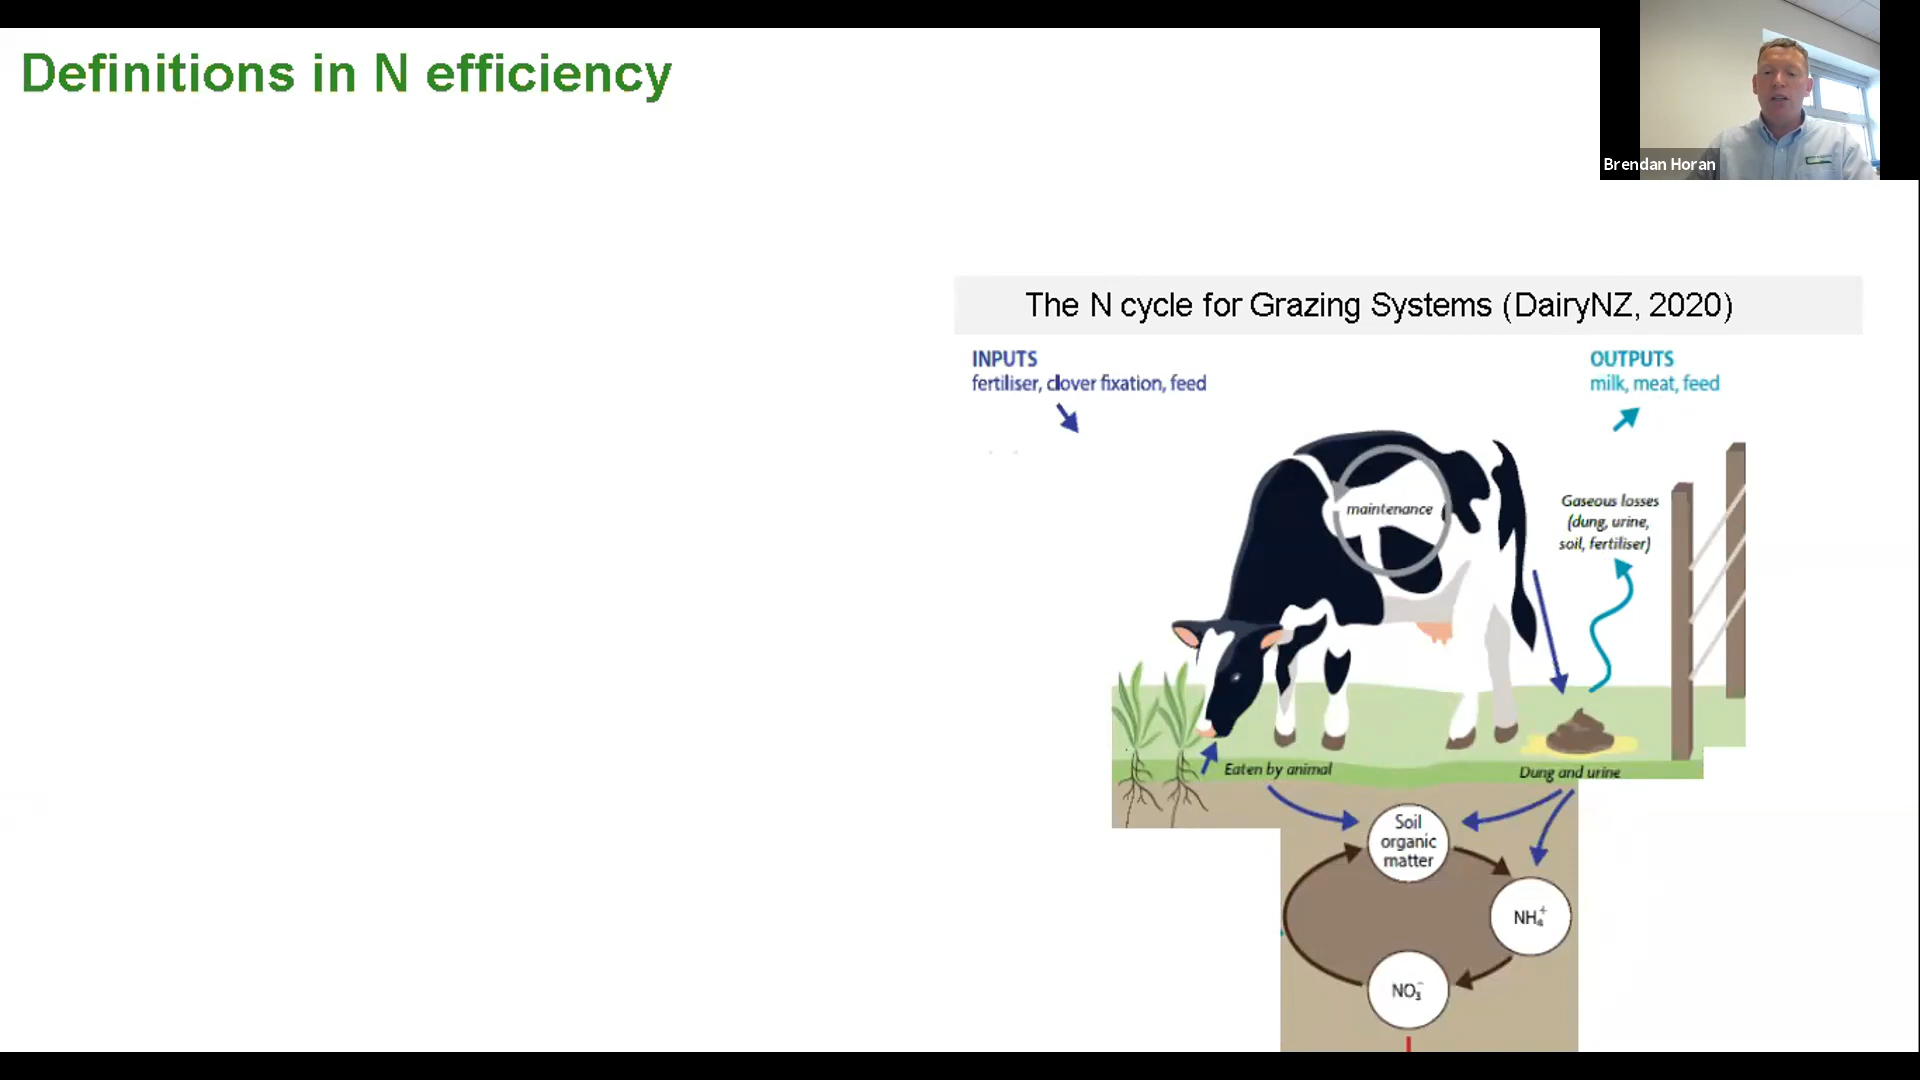 Definitions in N efficiency
Brendan Horan
The N cycle for Grazing Systems (DairyNZ, 2020)
INPUTS
fertiliser, clover fixation, feed
OUTPUTS
milk, meat, feed
maintenance
Gaseous losses
(dung, urine,
soil, fertiliser)
Eaten by animal
Dung and urine
Soil
organic
matter
NH₄⁺
NO₃⁻